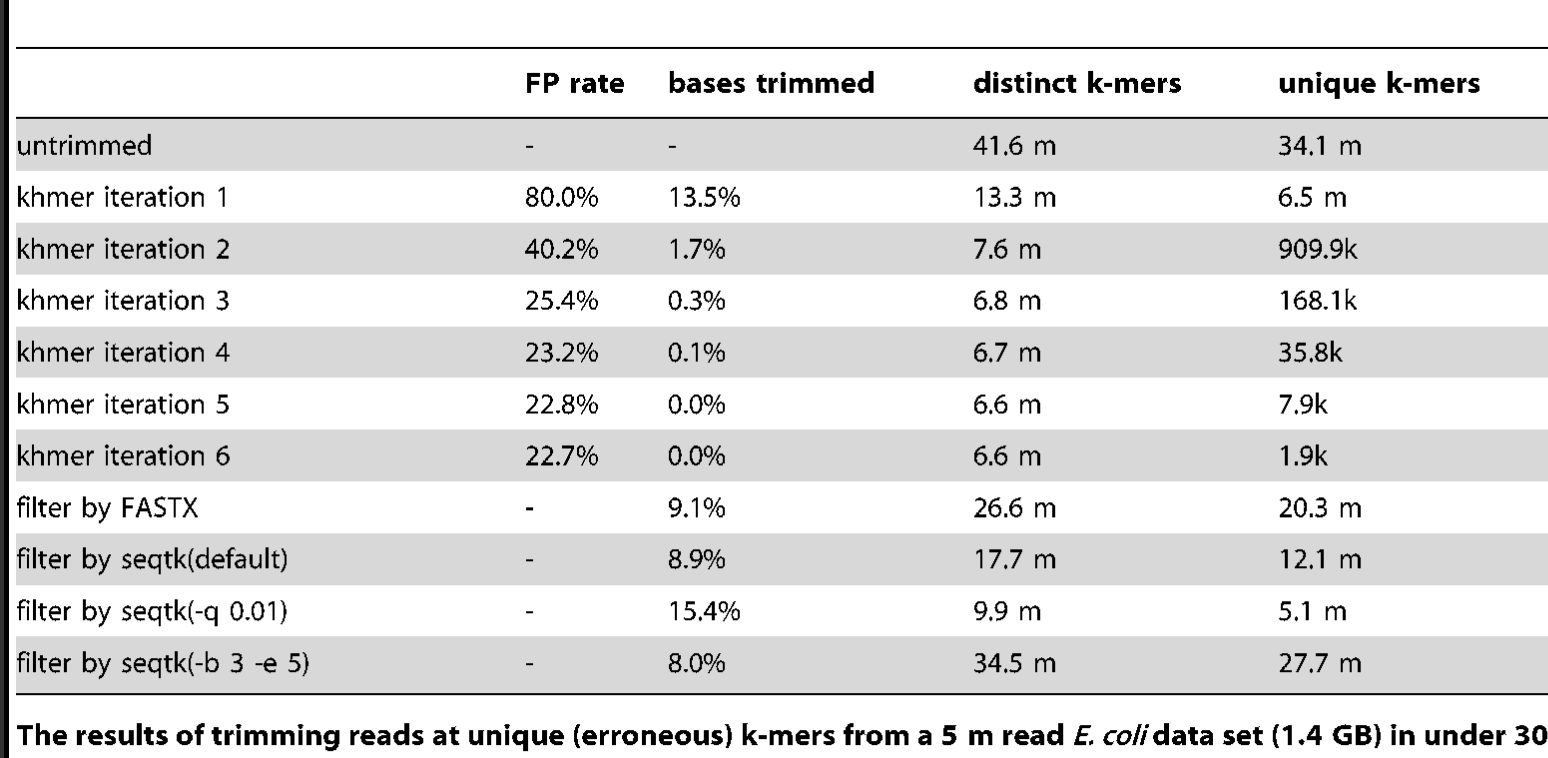 FP rate bases trimmed distinct k-mers unique k-mers
untrimmed - - 41.6 m 34.1 m
khmer iteration 1 80.0% 13.5% 13.3 m 6.5 m
khmer iteration 2 40.2% 1.7% 7.6 m 909.9k
khmer iteration 3 25.4% 0.3% 6.8 m 168.1k
khmer iteration 4 23.2% 0.1% 6.7 m 35.8k
khmer iteration 5 22.8% 0.0% 6.6 m 7.9k
khmer iteration 6 22.7% 0.0% 6.6 m 1.9k
filter by FASTX - 9.1% 26.6 m 20.3 m
filter by seqtk(default) - 8.9% 17.7 m 12.1 m
filter by seqtk(-q 0.01) - 15.4% 9.9 m 5.1 m
filter by seqtk(-b 3 -e 5) - 8.0% 34.5 m 27.7 m
The results of trimming reads at unique (erroneous) k-mers from a 5 m read E. coli data set (1.4 GB) in under 30